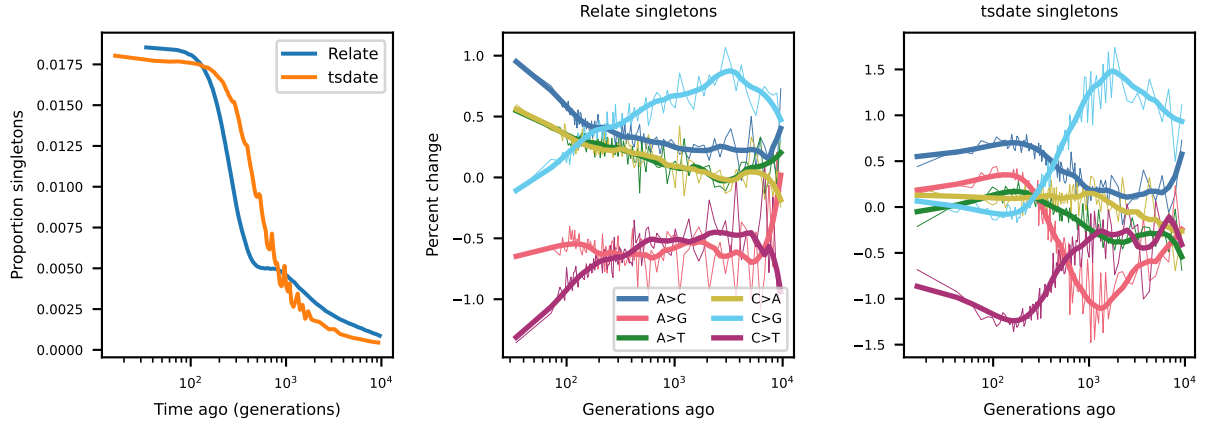 Relate singletons
tsdate singletons
Proportion singletons
0.0175
0.0150
0.0125
0.0100
0.0075
0.0050
0.0025
0.0000
Relate
tsdate
10²
10³
10⁴
Time ago (generations)
Percent change
1.0
0.5
0.0
−0.5
−1.0
A>C
A>G
A>T
C>A
C>G
C>T
10²
10³
10⁴
Generations ago
1.5
1.0
0.5
0.0
−0.5
−1.0
−1.5
10²
10³
10⁴
Generations ago